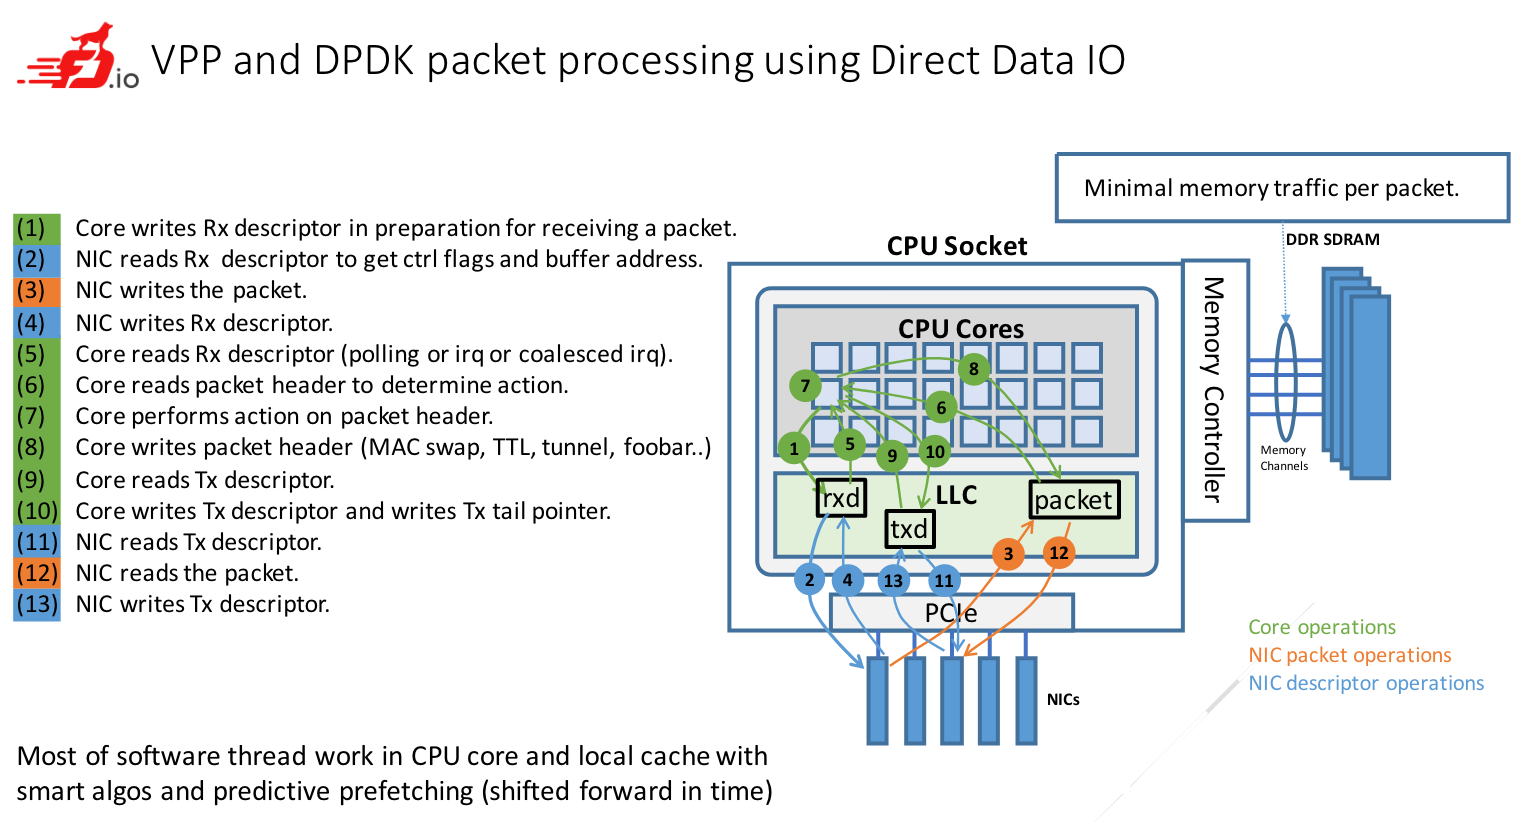 .io
VPP and DPDK packet processing using Direct Data IO
Minimal memory traffic per packet.
(1) Core writes Rx descriptor in preparation for receiving a packet.
(2) NIC reads Rx descriptor to get ctrl flags and buffer address.
(3) NIC writes the packet.
(4) NIC writes Rx descriptor.
(5) Core reads Rx descriptor (polling or irq or coalesced irq).
(6) Core reads packet header to determine action.
(7) Core performs action on packet header.
(8) Core writes packet header (MAC swap, TTL, tunnel, foobar..)
(9) Core reads Tx descriptor.
(10) Core writes Tx descriptor and writes Tx tail pointer.
(11) NIC reads Tx descriptor.
(12) NIC reads the packet.
(13) NIC writes Tx descriptor.
CPU Socket
DDR SDRAM
CPU Cores
8
7
6
1
5
9
10
Memory Controller
Memory
Channels
LLC
rxd
packet
txd
3
12
2
4
13
11
PCIe
NICs
Core operations
NIC packet operations
NIC descriptor operations
Most of software thread work in CPU core and local cache with
smart algos and predictive prefetching (shifted forward in time)